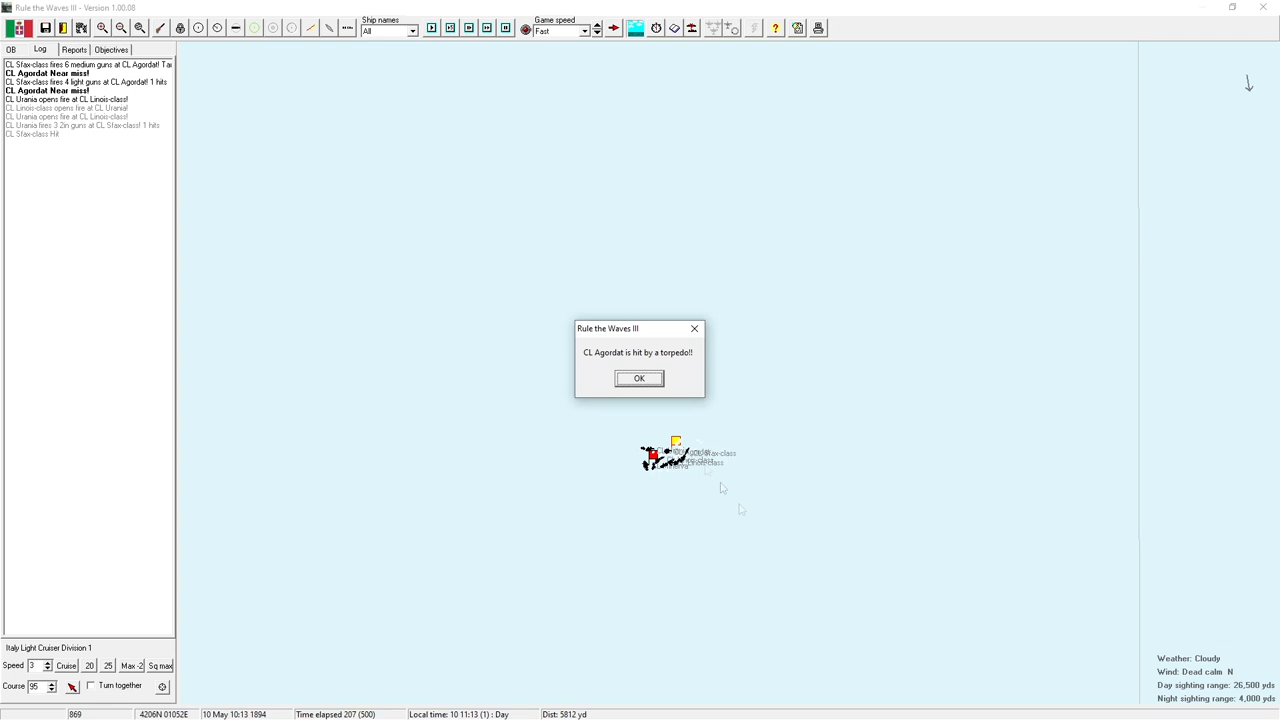 Rule the Waves III - Version 1.00.08
Ship names
All
Game speed
Fast
OB
Log
Reports
Objectives
CL Sfax-class fires 6 medium guns at CL Agordat! Tar
CL Agordat Near miss!
CL Sfax-class fires 4 light guns at CL Agordat! 1 hits
CL Agordat Near miss!
CL Urania opens fire at CL Linois-class!
CL Linois-class opens fire at CL Urania!
CL Urania opens fire at CL Linois-class!
CL Urania fires 3 2in guns at CL Sfax-class! 1 hits
CL Sfax-class Hit
Rule the Waves III
CL Agordat is hit by a torpedo!!
OK
Sfax-class
Italy Light Cruiser Division 1
Speed 3 Cruise 20 25 Max -2 Sq max
Course 95 Turn together
Weather: Cloudy
Wind: Dead calm N
Day sighting range: 26,500 yds
Night sighting range: 4,000 yds
869
4206N 01052E
10 May 10:13 1894
Time elapsed 207 (500)
Local time: 10 11:13 (1) : Day
Dist: 5812 yd